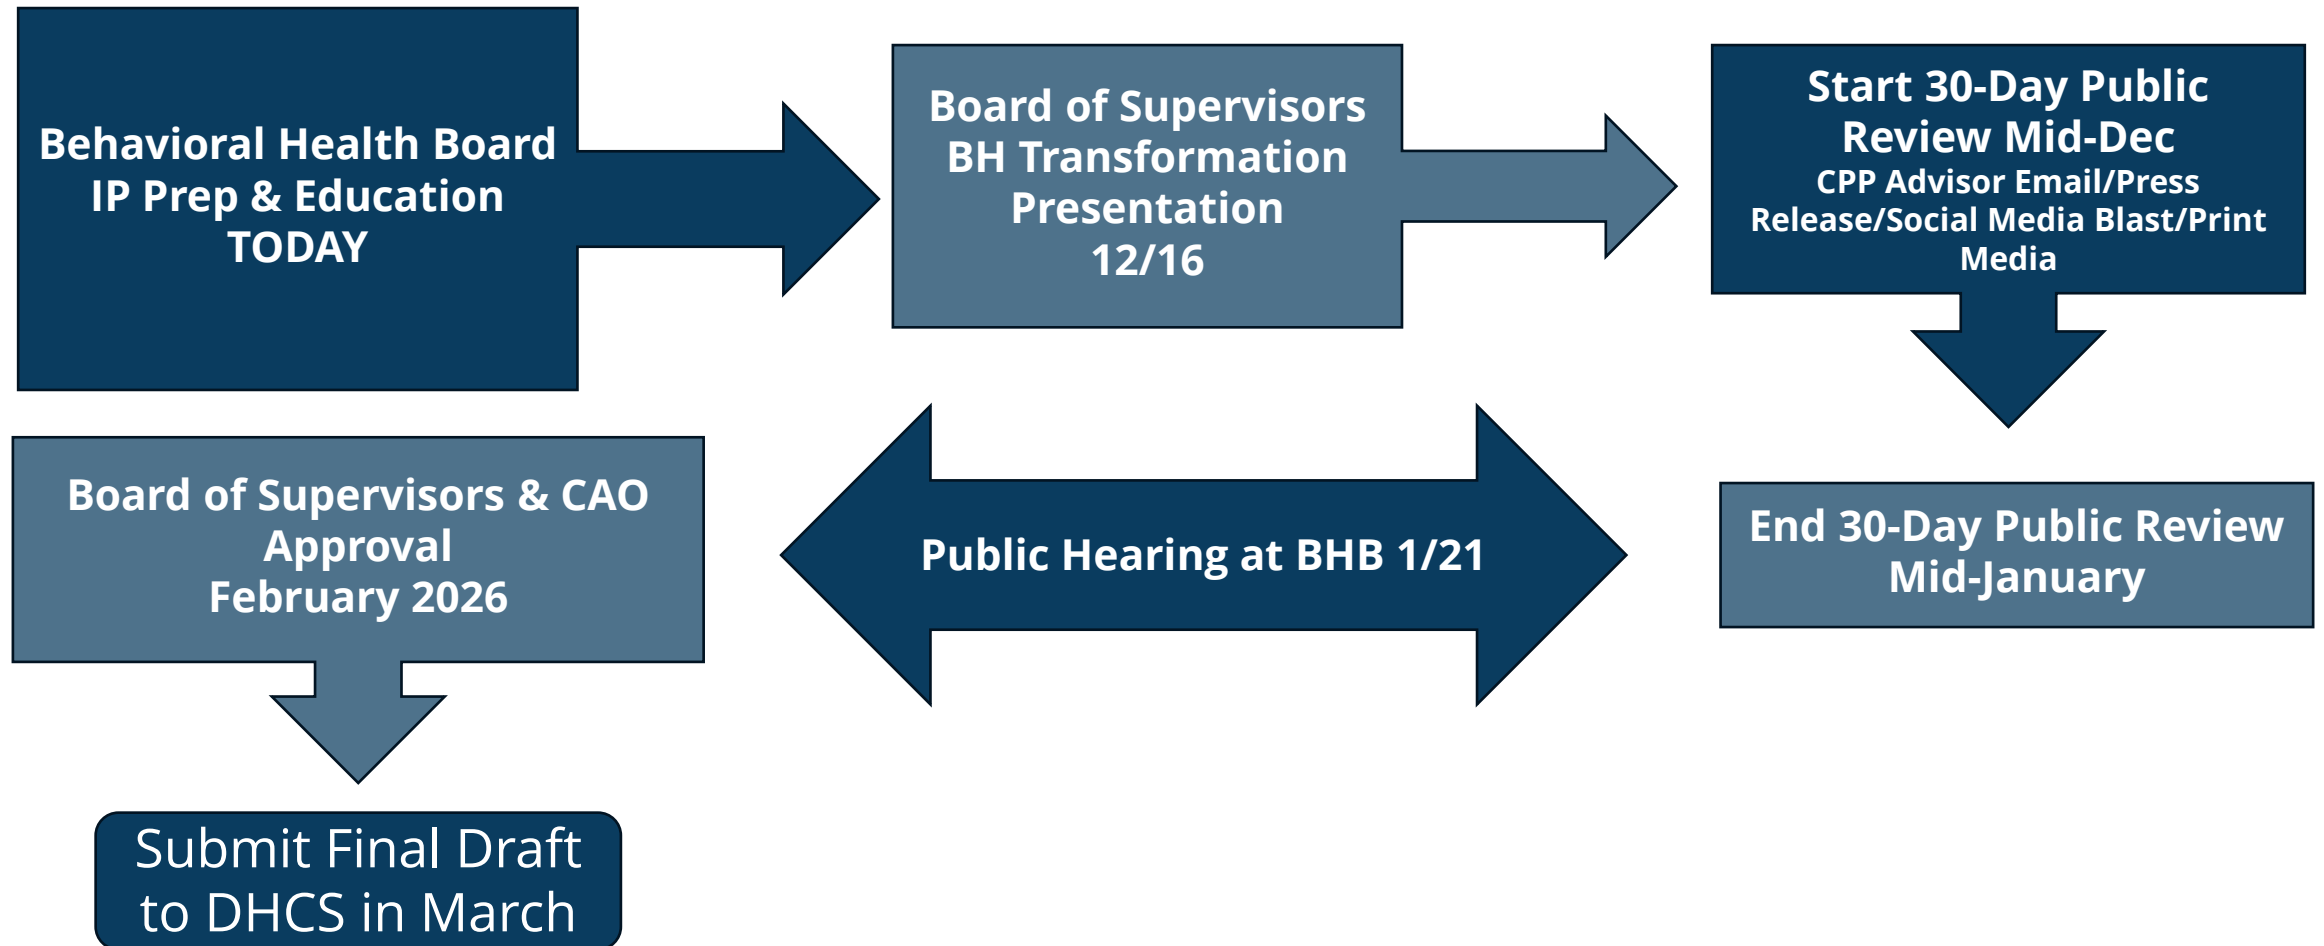 Behavioral Health Board
IP Prep & Education
TODAY
Board of Supervisors
BH Transformation
Presentation
12/16
Start 30-Day Public
Review Mid-Dec
CPP Advisor Email/Press
Release/Social Media Blast/Print
Media
End 30-Day Public Review
Mid-January
Public Hearing at BHB 1/21
Board of Supervisors & CAO
Approval
February 2026
Submit Final Draft
to DHCS in March